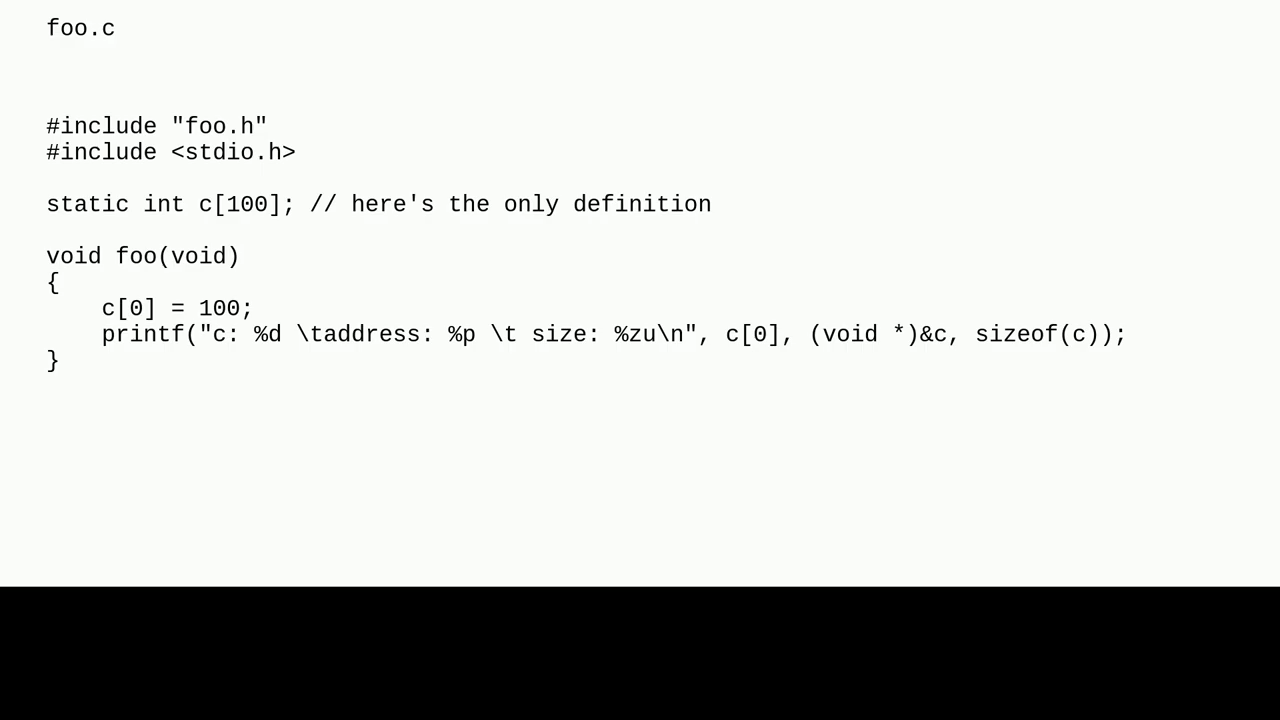 foo.c
#include "foo.h"
#include <stdio.h>
static int c[100]; // here's the only definition
void foo(void)
{
    c[0] = 100;
    printf("c: %d \taddress: %p \t size: %zu\n", c[0], (void *)&c, sizeof(c));
}